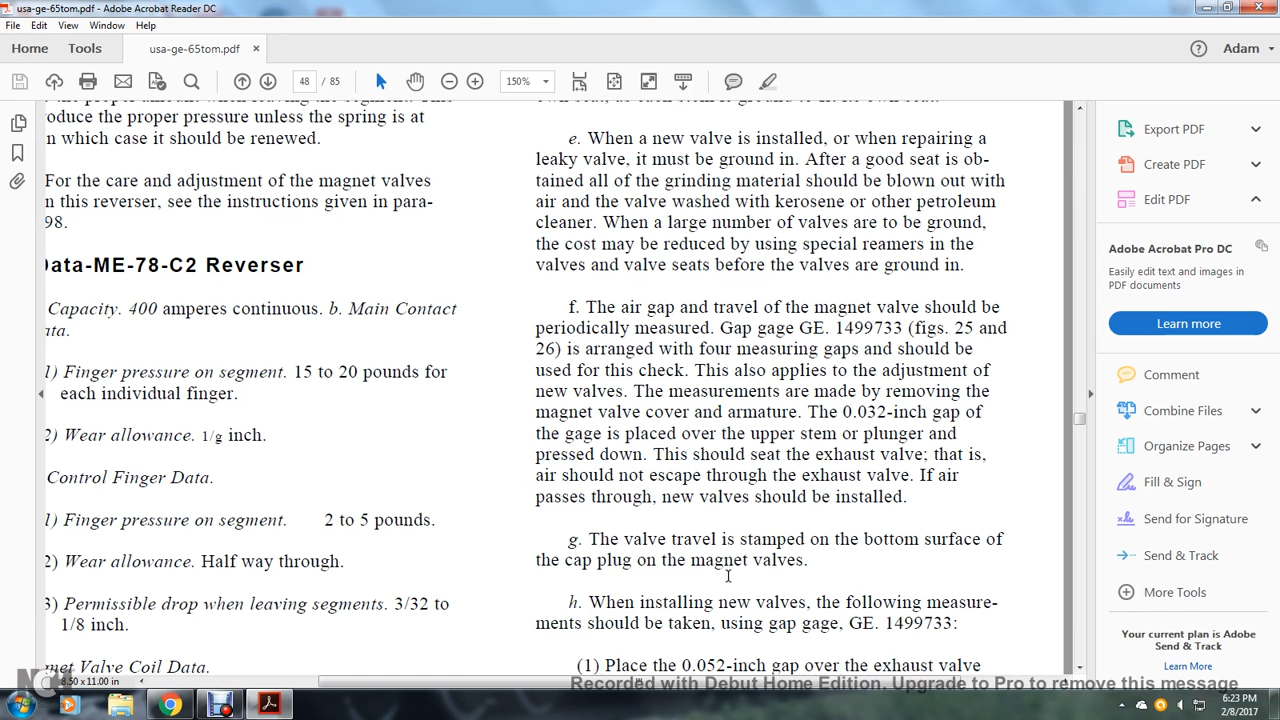 usa-ge-65tom.pdf - Adobe Acrobat Reader DC
File Edit View Window Help
Home Tools usa-ge-65tom.pdf × Adam
48 / 85 150%
oduce the proper pressure unless the spring is at
n which case it should be renewed.
For the care and adjustment of the magnet valves
n this reverser, see the instructions given in para-
98.
Data-ME-78-C2 Reverser
Capacity. 400 amperes continuous. b. Main Contact
ata.
1) Finger pressure on segment. 15 to 20 pounds for
each individual finger.
2) Wear allowance. 1/g inch.
Control Finger Data.
1) Finger pressure on segment. 2 to 5 pounds.
2) Wear allowance. Half way through.
3) Permissible drop when leaving segments. 3/32 to
1/8 inch.
net Valve Coil Data.
8.50 x 11.00 in
e. When a new valve is installed, or when repairing a
leaky valve, it must be ground in. After a good seat is ob-
tained all of the grinding material should be blown out with
air and the valve washed with kerosene or other petroleum
cleaner. When a large number of valves are to be ground,
the cost may be reduced by using special reamers in the
valves and valve seats before the valves are ground in.
f. The air gap and travel of the magnet valve should be
periodically measured. Gap gage GE. 1499733 (figs. 25 and
26) is arranged with four measuring gaps and should be
used for this check. This also applies to the adjustment of
new valves. The measurements are made by removing the
magnet valve cover and armature. The 0.032-inch gap of
the gage is placed over the upper stem or plunger and
pressed down. This should seat the exhaust valve; that is,
air should not escape through the exhaust valve. If air
passes through, new valves should be installed.
g. The valve travel is stamped on the bottom surface of
the cap plug on the magnet valves.
h. When installing new valves, the following measure-
ments should be taken, using gap gage, GE. 1499733:
(1) Place the 0.052-inch gap over the exhaust valve
Export PDF
Create PDF
Edit PDF
Adobe Acrobat Pro DC
Easily edit text and images in
PDF documents
Learn more
Comment
Combine Files
Organize Pages
Fill & Sign
Send for Signature
Send & Track
More Tools
Your current plan is Adobe
Send & Track
Learn More
Recorded with Debut Home Edition. Upgrade to Pro to remove this message
NCH
6:23 PM
2/8/2017